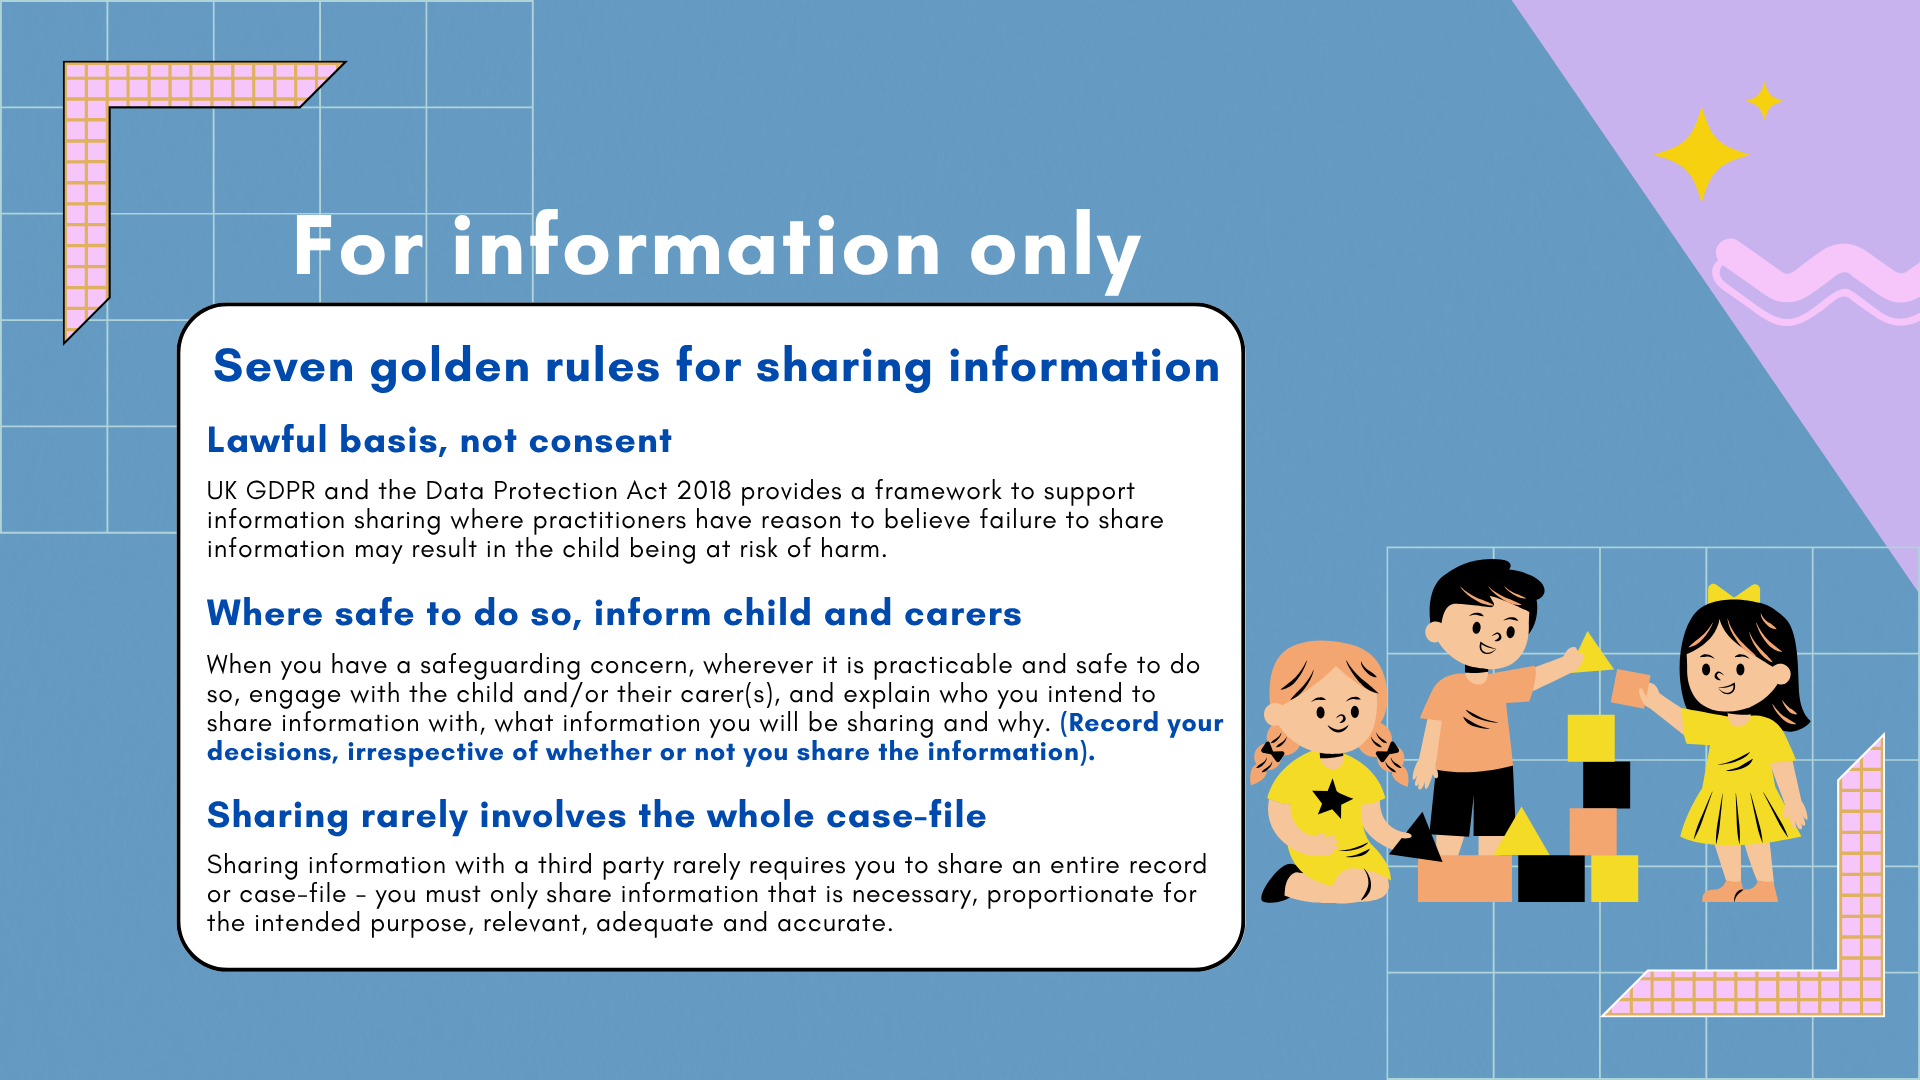 For information only
Seven golden rules for sharing information
Lawful basis, not consent
UK GDPR and the Data Protection Act 2018 provides a framework to support
information sharing where practitioners have reason to believe failure to share
information may result in the child being at risk of harm.
Where safe to do so, inform child and carers
When you have a safeguarding concern, wherever it is practicable and safe to do
so, engage with the child and/or their carer(s), and explain who you intend to
share information with, what information you will be sharing and why. (Record your
decisions, irrespective of whether or not you share the information).
Sharing rarely involves the whole case-file
Sharing information with a third party rarely requires you to share an entire record
or case-file - you must only share information that is necessary, proportionate for
the intended purpose, relevant, adequate and accurate.